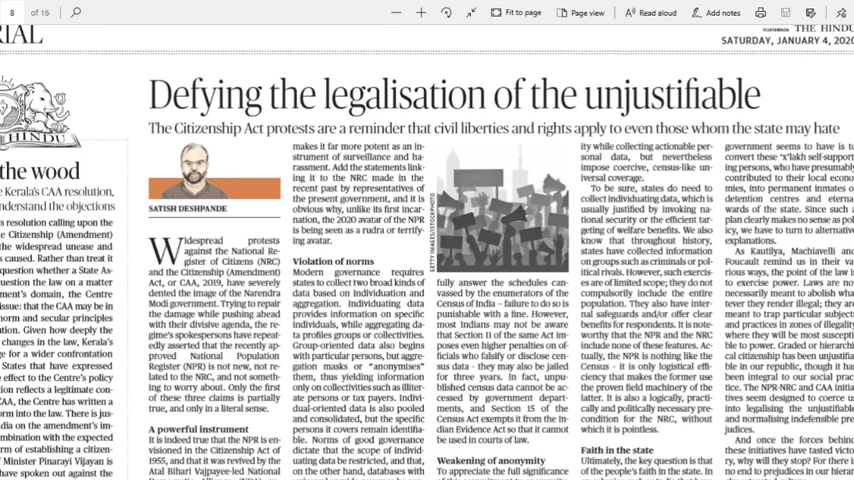 8 of 16
Fit to page
Page view
Read aloud
Add notes
RIAL
THE HINDU
SATURDAY, JANUARY 4, 2020
HINDU
the wood
e Kerala's CAA resolution,
nderstand the objections
's resolution calling upon the
e Citizenship (Amendment)
the widespread unease and
caused. Rather than treat it
question whether a State As-
uestion the law on a matter
ment's domain, the Centre
issue: that the CAA may be in
norm and secular principles
ution. Given how deeply the
changes in the law, Kerala's
ge for a wider confrontation
States that have expressed
e effect to the Centre's policy
tion reflects a legitimate con-
CAA, the Centre has written a
orm into the law. There is jus-
dia on the amendment's im-
mbination with the expected
orm of establishing a citizen-
Minister Pinarayi Vijayan is
have spoken out against the
Defying the legalisation of the unjustifiable
The Citizenship Act protests are a reminder that civil liberties and rights apply to even those whom the state may hate
SATISH DESHPANDE
Widespread protests
against the National Re-
gister of Citizens (NRC)
and the Citizenship (Amendment)
Act, or CAA, 2019, have severely
dented the image of the Narendra
Modi government. Trying to repair
the damage while pushing ahead
with their divisive agenda, the re-
gime's spokespersons have repeat-
edly asserted that the recently ap-
proved National Population
Register (NPR) is not new, not re-
lated to the NRC, and not someth-
ing to worry about. Only the first
of these three claims is partially
true, and only in a literal sense.
A powerful instrument
It is indeed true that the NPR is en-
visioned in the Citizenship Act of
1955, and that it was revived by the
Atal Bihari Vajpayee-led National
makes it far more potent as an in-
strument of surveillance and ha-
rassment. Add the statements link-
ing it to the NRC made in the
recent past by representatives of
the present government, and it is
obvious why, unlike its first incar-
nation, the 2020 avatar of the NPR
is being seen as a rudra or terrify-
ing avatar.
Violation of norms
Modern governance requires
states to collect two broad kinds of
data based on individuation and
aggregation. Individuating data
provides information on specific
individuals, while aggregating da-
ta profiles groups or collectivities.
Group-oriented data also begins
with particular persons, but aggre-
gation masks or "anonymises"
them, thus yielding information
only on collectivities such as illiter-
ate persons or tax payers. Indivi-
dual-oriented data is also pooled
and consolidated, but the specific
persons it covers remain identifia-
ble. Norms of good governance
dictate that the scope of individ-
uating data be restricted, and that,
on the other hand, databases with
GETTY IMAGES/ISTOCKPHOTO
fully answer the schedules can-
vassed by the enumerators of the
Census of India – failure to do so is
punishable with a fine. However,
most Indians may not be aware
that Section 11 of the same Act im-
poses even higher penalties on of-
ficials who falsify or disclose cen-
sus data – they may also be jailed
for three years. In fact, unpu-
blished census data cannot be ac-
cessed by government depart-
ments, and Section 15 of the
Census Act exempts it from the In-
dian Evidence Act so that it cannot
be used in courts of law.
Weakening of anonymity
To appreciate the full significance
ity while collecting actionable per-
sonal data, but nevertheless
impose coercive, census-like un-
iversal coverage.
To be sure, states do need to
collect individuating data, which is
usually justified by invoking na-
tional security or the efficient tar-
geting of welfare benefits. We also
know that throughout history,
states have collected information
on groups such as criminals or pol-
itical rivals. However, such exercis-
es are of limited scope; they do not
compulsorily include the entire
population. They also have inter-
nal safeguards and/or offer clear
benefits for respondents. It is note-
worthy that the NPR and the NRC
include none of these features. Ac-
tually, the NPR is nothing like the
Census – it is only logistical effi-
ciency that makes the former use
the proven field machinery of the
latter. It is also a logically, practi-
cally and politically necessary pre-
condition for the NRC, without
which it is pointless.
Faith in the state
Ultimately, the key question is that
of the people's faith in the state. In
government seems to have is to
convert these 'x'lakh self-support-
ing persons, who have presumably
contributed to their local econo-
mies, into permanent inmates of
detention centres and eternal
wards of the state. Since such a
plan clearly makes no sense as pol-
icy, we have to turn to alternative
explanations.
As Kautilya, Machiavelli and
Foucault remind us in their va-
rious ways, the point of the law is
to exercise power. Laws are not
necessarily meant to abolish what
they render illegal; they are
meant to trap particular subjects
and practices in zones of illegality
where they will be most suscepti-
ble to power. Graded or hierarchi-
cal citizenship has been unjustifia-
ble in our republic, though it has
been integral to our social prac-
tice. The NPR-NRC and CAA initia-
tives seem designed to coerce us
into legalising the unjustifiable
and normalising indefensible pre-
judices.
And once the forces behind
these initiatives have tasted victo-
ry, why will they stop? For there is
no end to prejudices in our hierar-